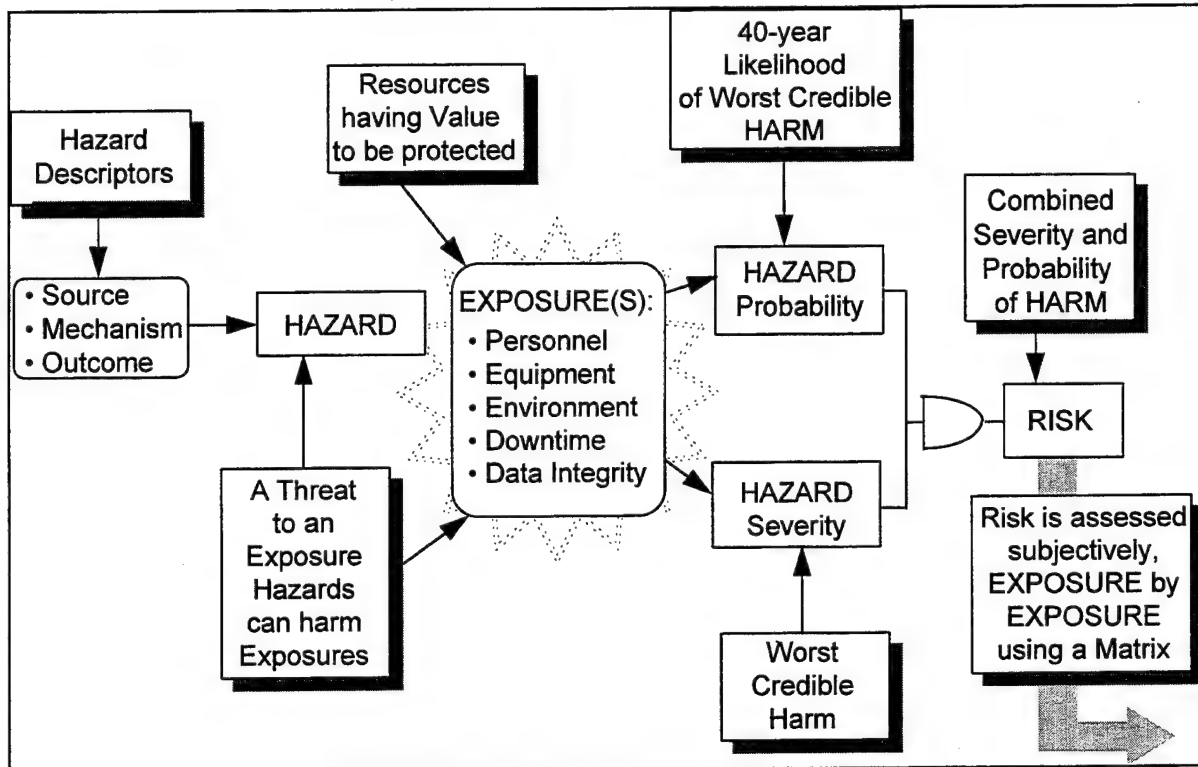 Hazard
Descriptors
• Source
• Mechanism
• Outcome
HAZARD
A Threat
to an
Exposure
Hazards
can harm
Exposures
Resources
having Value
to be protected
EXPOSURE(S):
• Personnel
• Equipment
• Environment
• Downtime
• Data Integrity
40-year
Likelihood
of Worst Credible
HARM
HAZARD
Probability
HAZARD
Severity
Worst
Credible
Harm
Combined
Severity and
Probability
of HARM
RISK
Risk is assessed
subjectively,
EXPOSURE by
EXPOSURE
using a Matrix